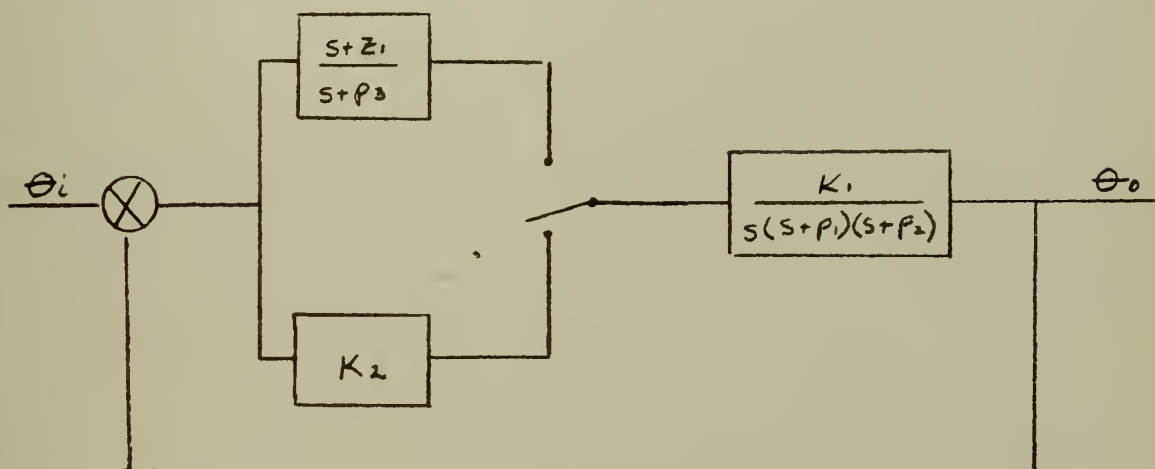 s+Z₁
s+P₃
θi
K₁
s(s+P₁)(s+P₂)
θo
K₂